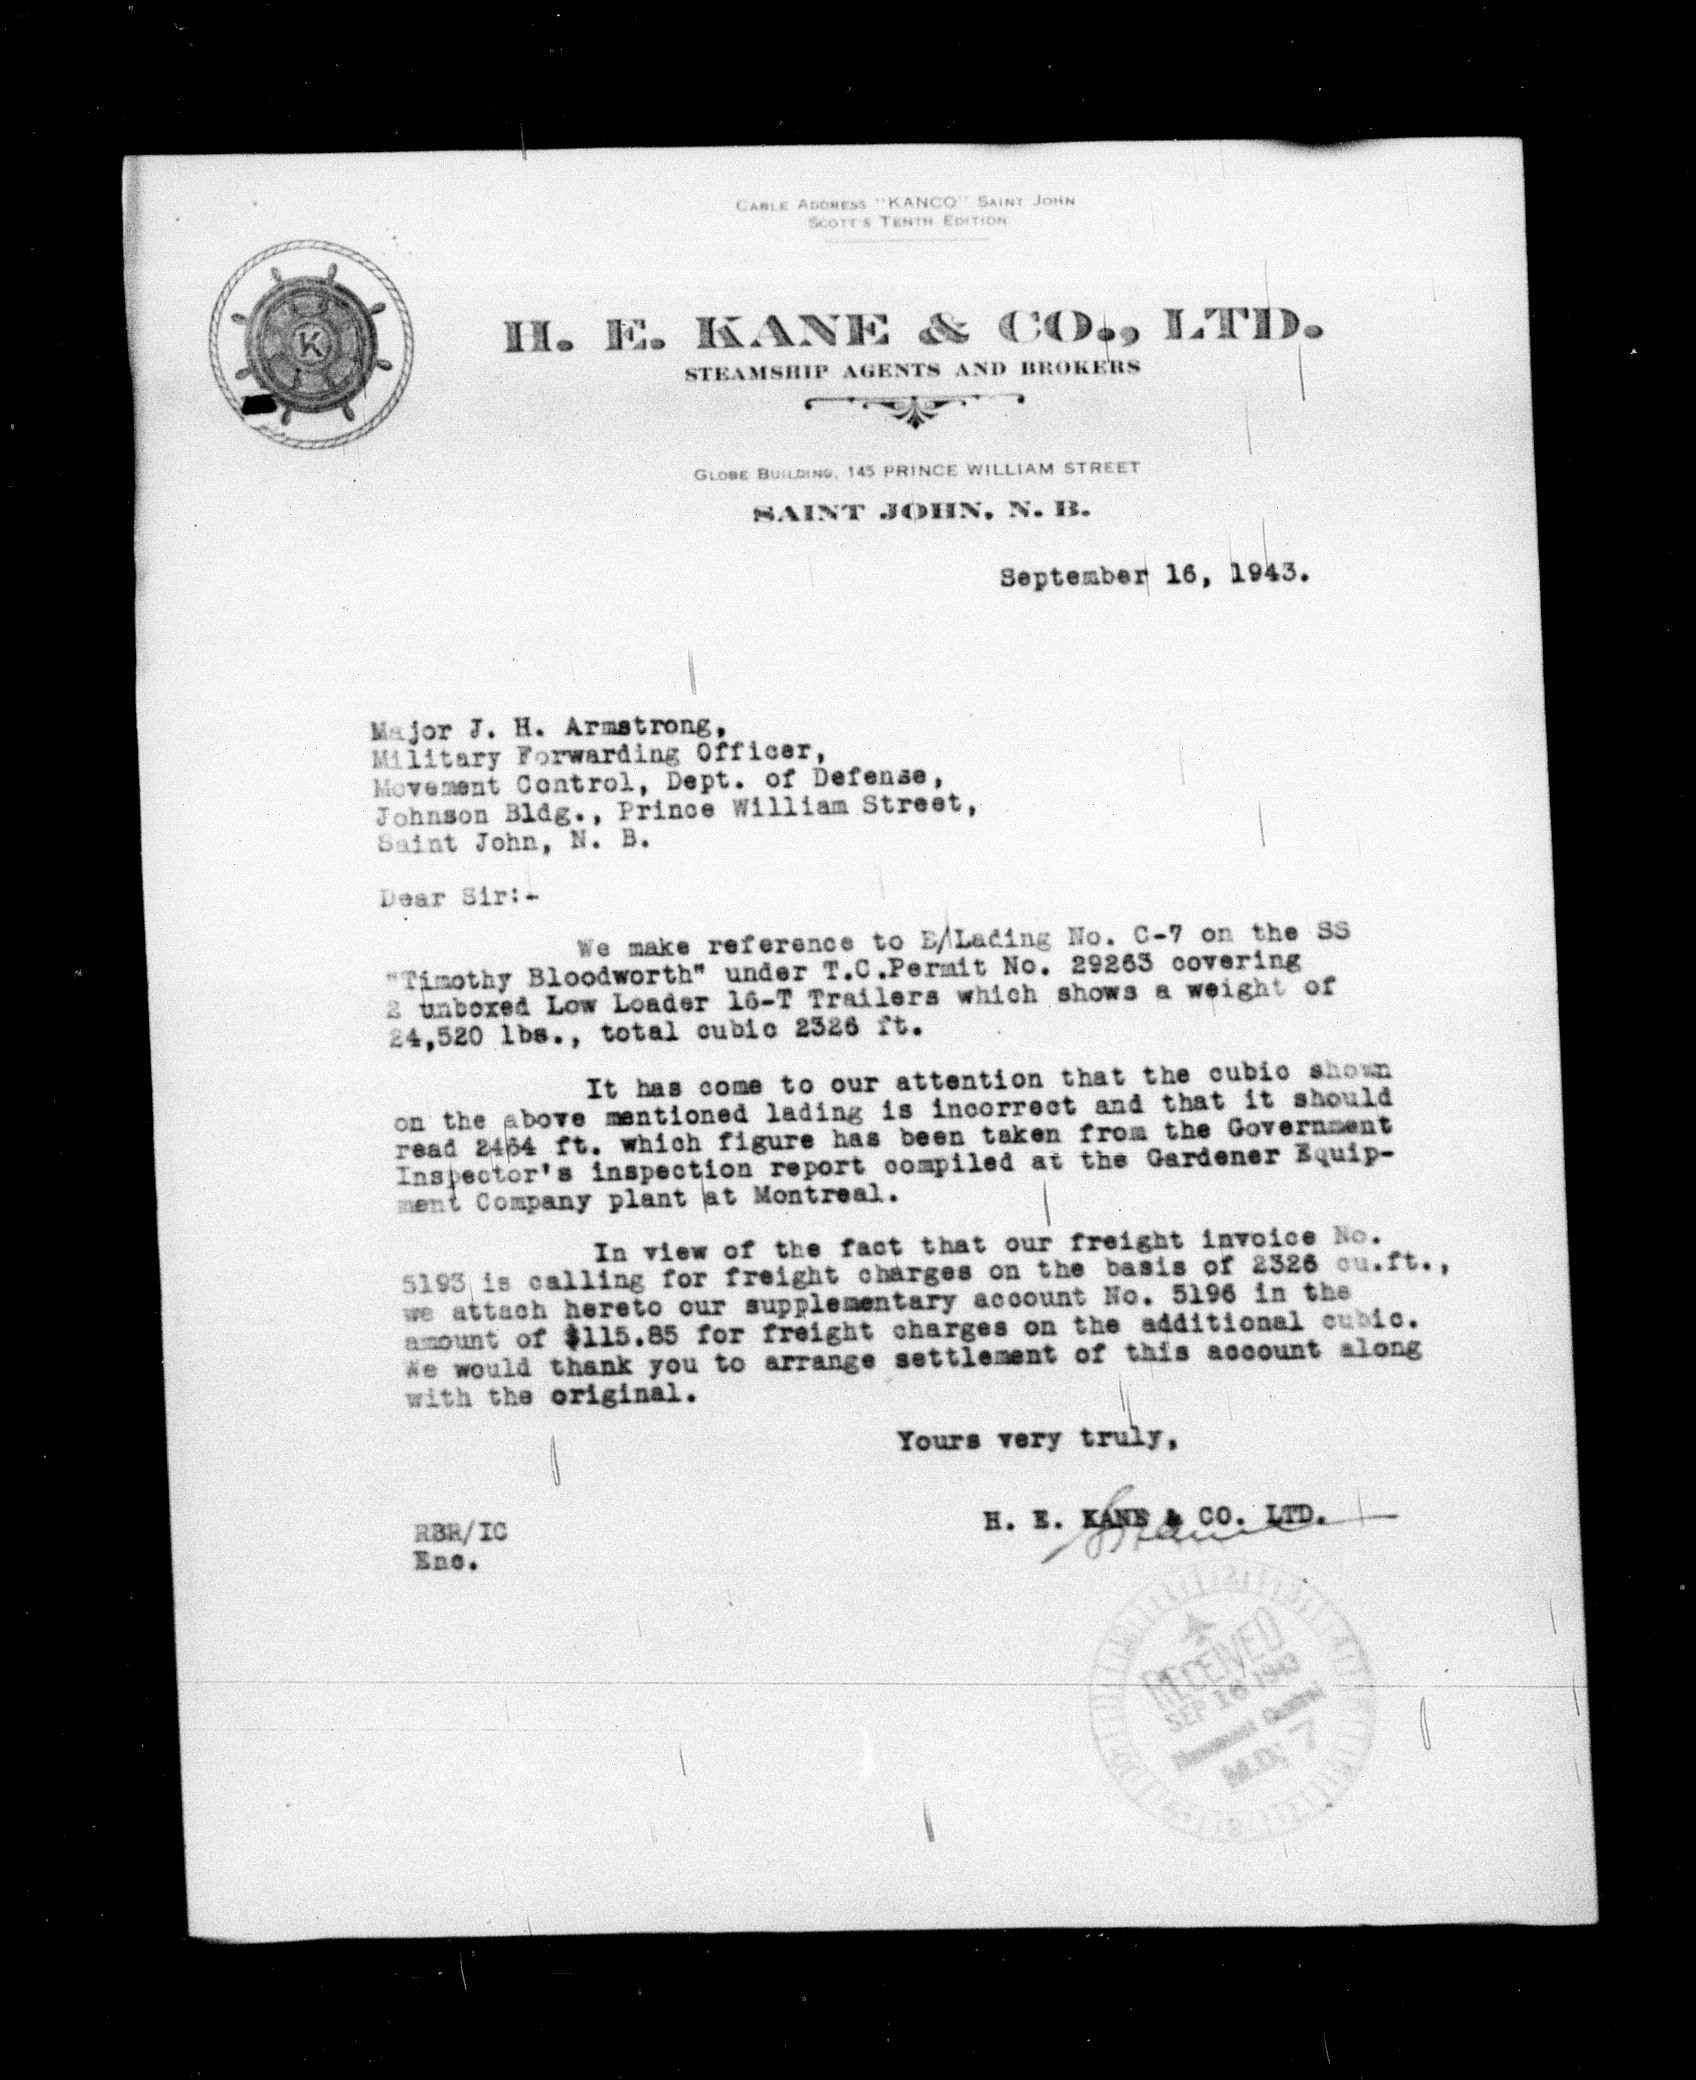 CABLE ADDRESS "KANCO" SAINT JOHN
SCOTT'S TENTH EDITION
K
H. E. KANE & CO., LTD.
STEAMSHIP AGENTS AND BROKERS
GLOBE BUILDING, 145 PRINCE WILLIAM STREET
SAINT JOHN, N. B.
September 16, 1943.
Major J. H. Armstrong,
Military Forwarding Officer,
Movement Control, Dept. of Defense,
Johnson Bldg., Prince William Street,
Saint John, N. B.
Dear Sir:-
We make reference to B/Lading No. C-7 on the SS
"Timothy Bloodworth" under T.C.Permit No. 29263 covering
2 unboxed Low Loader 16-T Trailers which shows a weight of
24,520 lbs., total cubic 2326 ft.
It has come to our attention that the cubic shown
on the above mentioned lading is incorrect and that it should
read 2464 ft. which figure has been taken from the Government
Inspector's inspection report compiled at the Gardener Equip-
ment Company plant at Montreal.
In view of the fact that our freight invoice No.
5193 is calling for freight charges on the basis of 2326 cu.ft.,
we attach hereto our supplementary account No. 5196 in the
amount of $115.85 for freight charges on the additional cubic.
We would thank you to arrange settlement of this account along
with the original.
Yours very truly,
H. E. KANE & CO. LTD.
RBR/IC
Enc.
RECEIVED
SEP 16 1943
Movement Control
M.D. 7